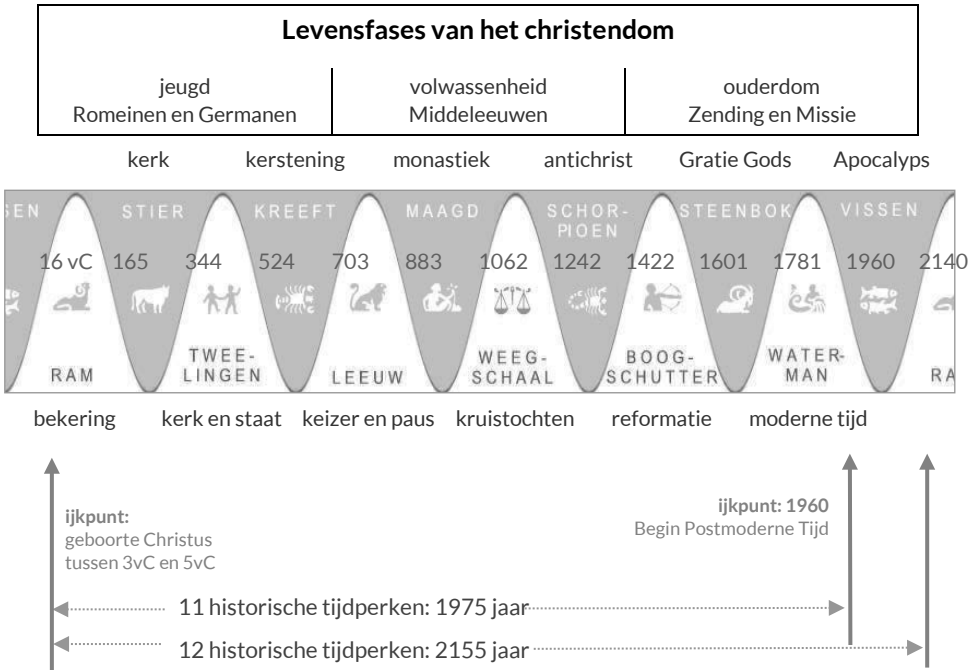 Levensfases van het christendom
jeugd
Romeinen en Germanen
volwassenheid
Middeleeuwen
ouderdom
Zending en Missie
kerk kerstening monastiek antichrist Gratie Gods Apocalyps
SEN STIER KREEFT MAAGD SCHOR-
PIOEN STEENBOK VISSEN
16 vC 165 344 524 703 883 1062 1242 1422 1601 1781 1960 2140
RAM TWEE-
LINGEN LEEUW WEEG-
SCHAAL BOOG-
SCHUTTER WATER-
MAN RA
bekering kerk en staat keizer en paus kruistochten reformatie moderne tijd
ijkpunt:
geboorte Christus
tussen 3vC en 5vC
ijkpunt: 1960
Begin Postmoderne Tijd
11 historische tijdperken: 1975 jaar
12 historische tijdperken: 2155 jaar